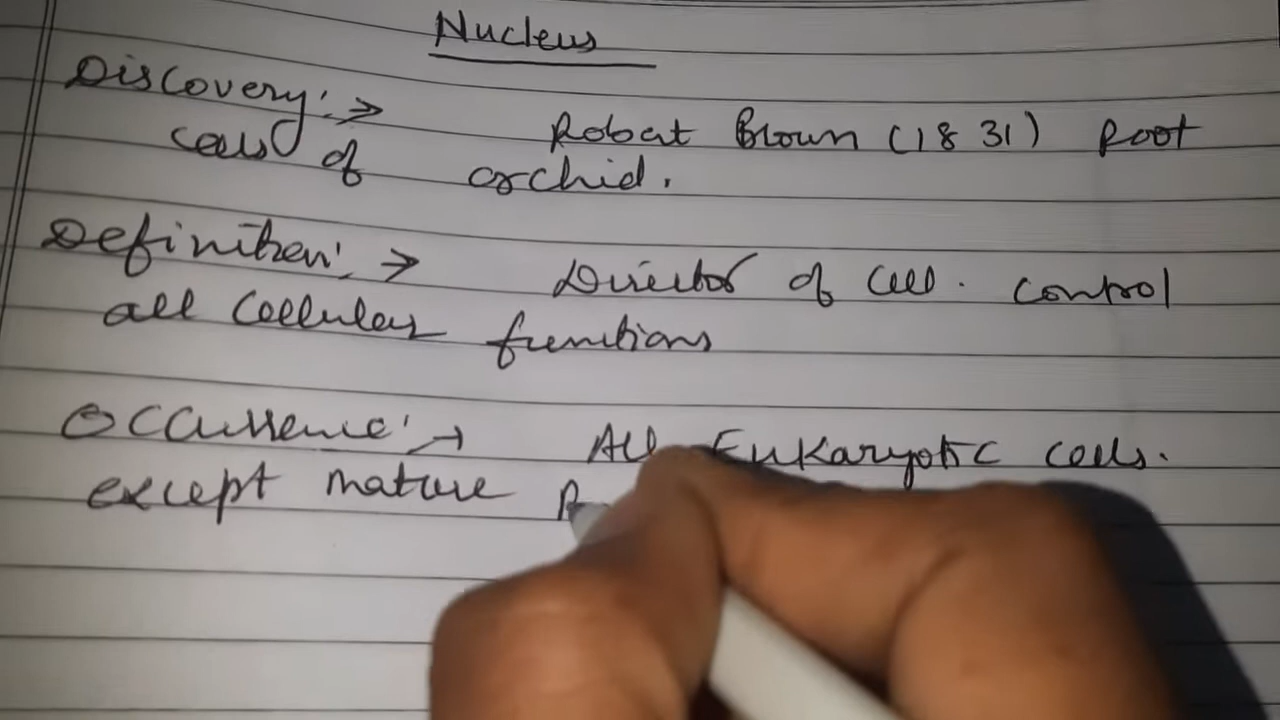 Nucleus
Discovery:→ Robert Brown (1831) Root
cells of orchid.
Definition:→ Director of Cell. control
all Cellular functions
Occurrence:→ All Eukaryotic cells.
except mature